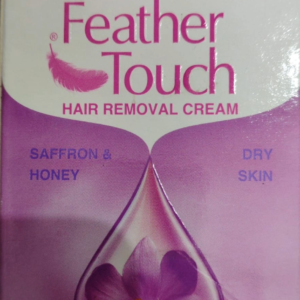 Feather
® Touch
HAIR REMOVAL CREAM
SAFFRON & DRY
HONEY SKIN